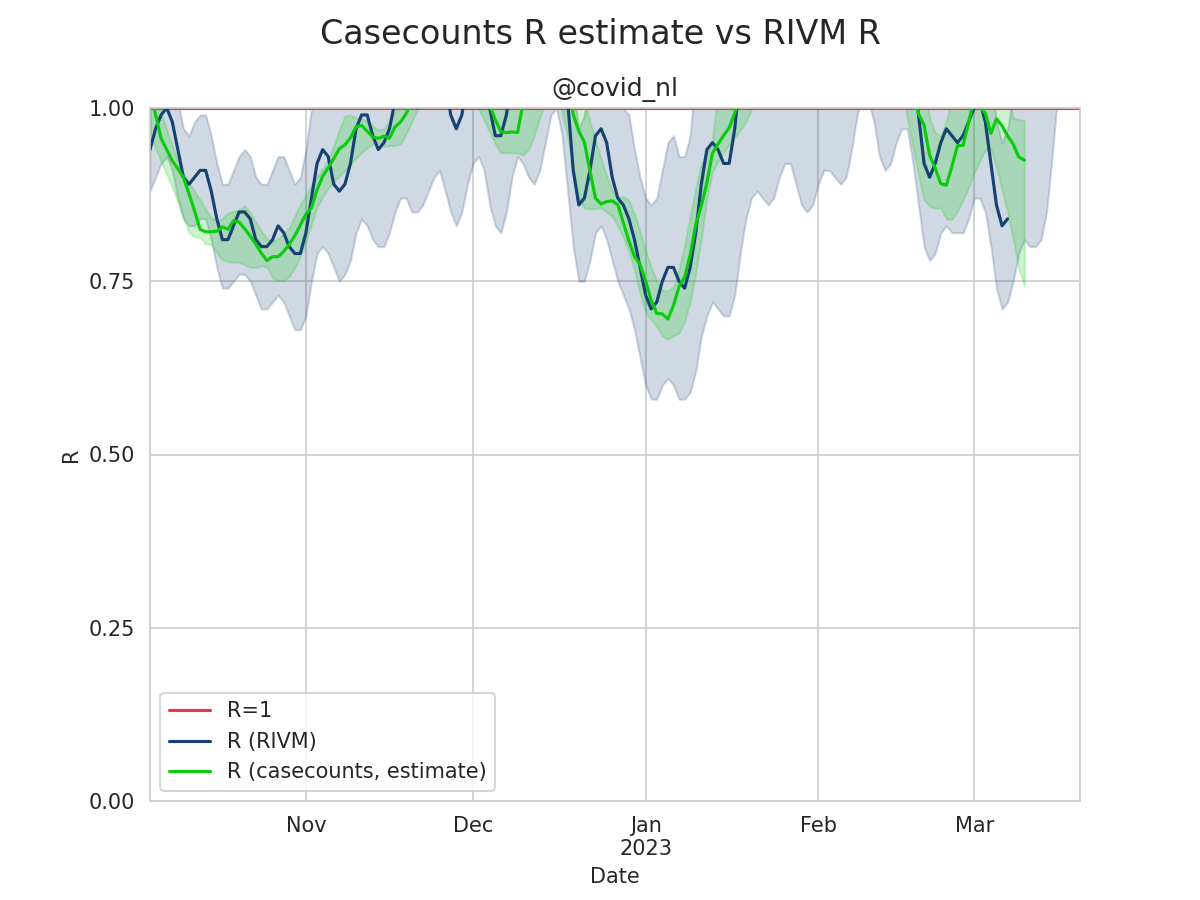 Casecounts R estimate vs RIVM R
@covid_nl
1.00
0.75
0.50
0.25
0.00
R
R=1
R (RIVM)
R (casecounts, estimate)
Nov
Dec
Jan
2023
Feb
Mar
Date